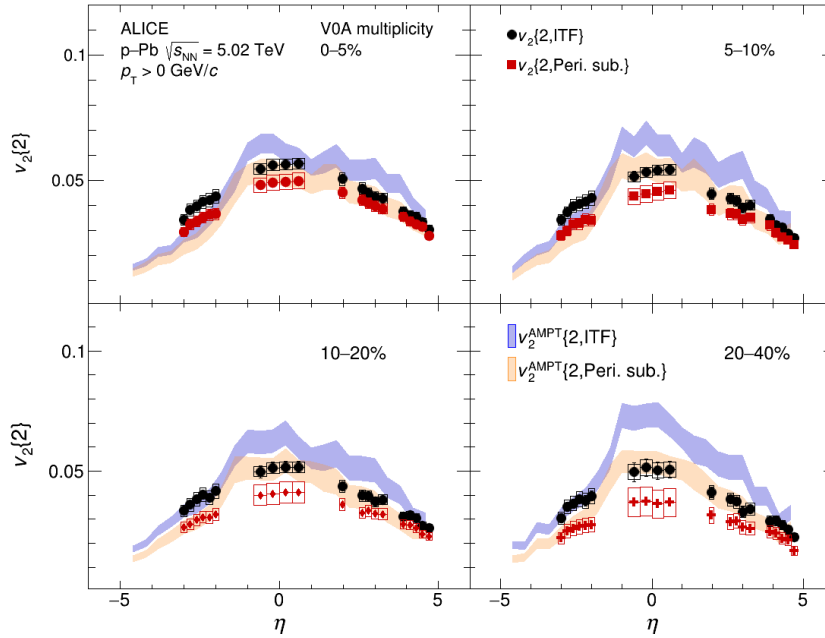 ALICE
p–Pb √sNN = 5.02 TeV
pT > 0 GeV/c
V0A multiplicity
0–5%
v2{2,ITF}
v2{2,Peri. sub.}
5–10%
0.1
0.05
v2{2}
10–20%
v2AMPT{2,ITF}
v2AMPT{2,Peri. sub.}
20–40%
0.1
0.05
v2{2}
−5 0 5
−5 0 5
η
η